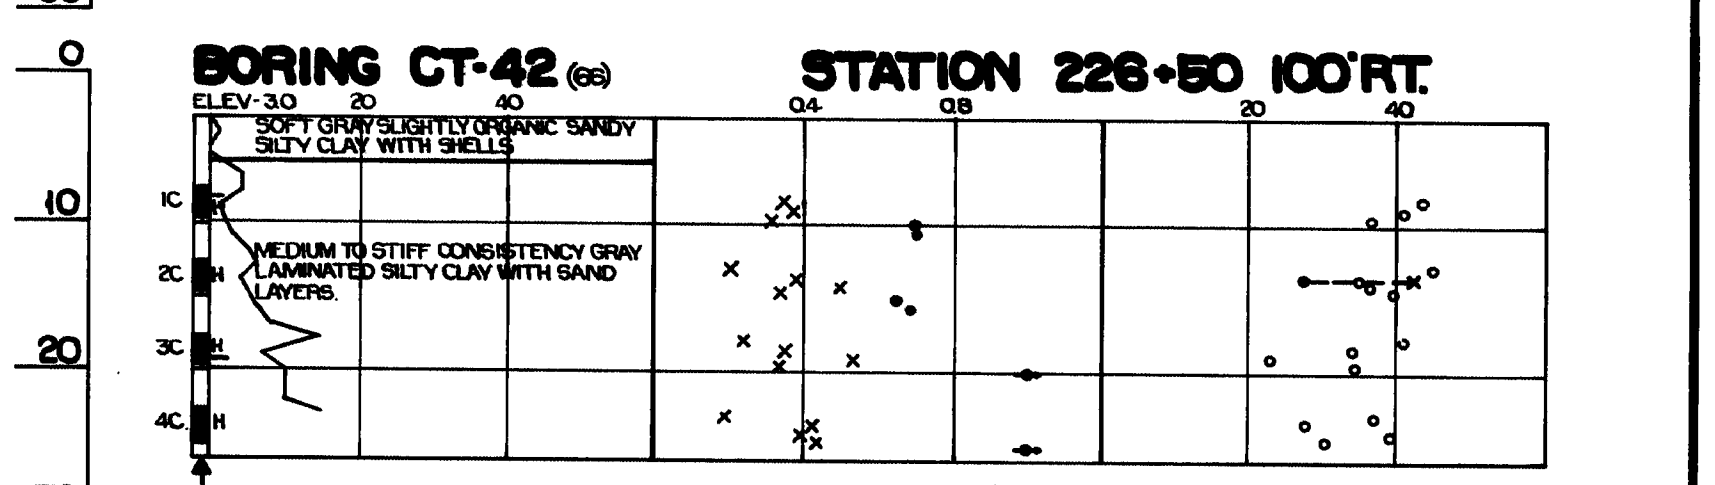 0
BORING CT-42 (66) STATION 226+50 100'RT.
ELEV-3.0 20 40 0.4 0.8 20 40
SOFT GRAY SLIGHTLY ORGANIC SANDY
SILTY CLAY WITH SHELLS
1C H
10
MEDIUM TO STIFF CONSISTENCY GRAY
2C H LAMINATED SILTY CLAY WITH SAND
LAYERS.
3C H
20
4C. H